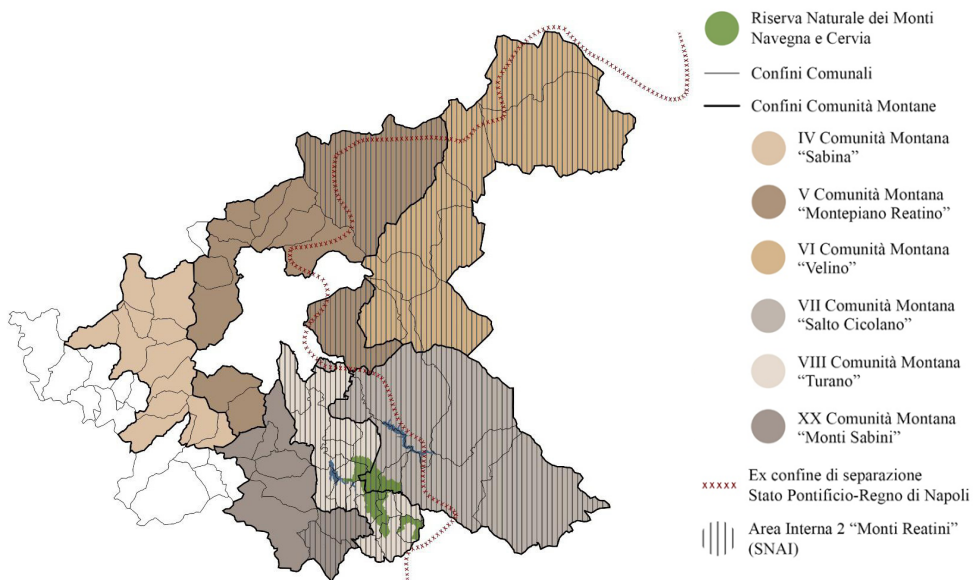 Riserva Naturale dei Monti
Navegna e Cervia
Confini Comunali
Confini Comunità Montane
IV Comunità Montana
“Sabina”
V Comunità Montana
“Montepiano Reatino”
VI Comunità Montana
“Velino”
VII Comunità Montana
“Salto Cicolano”
VIII Comunità Montana
“Turano”
XX Comunità Montana
“Monti Sabini”
Ex confine di separazione
Stato Pontificio-Regno di Napoli
Area Interna 2 “Monti Reatini”
(SNAI)